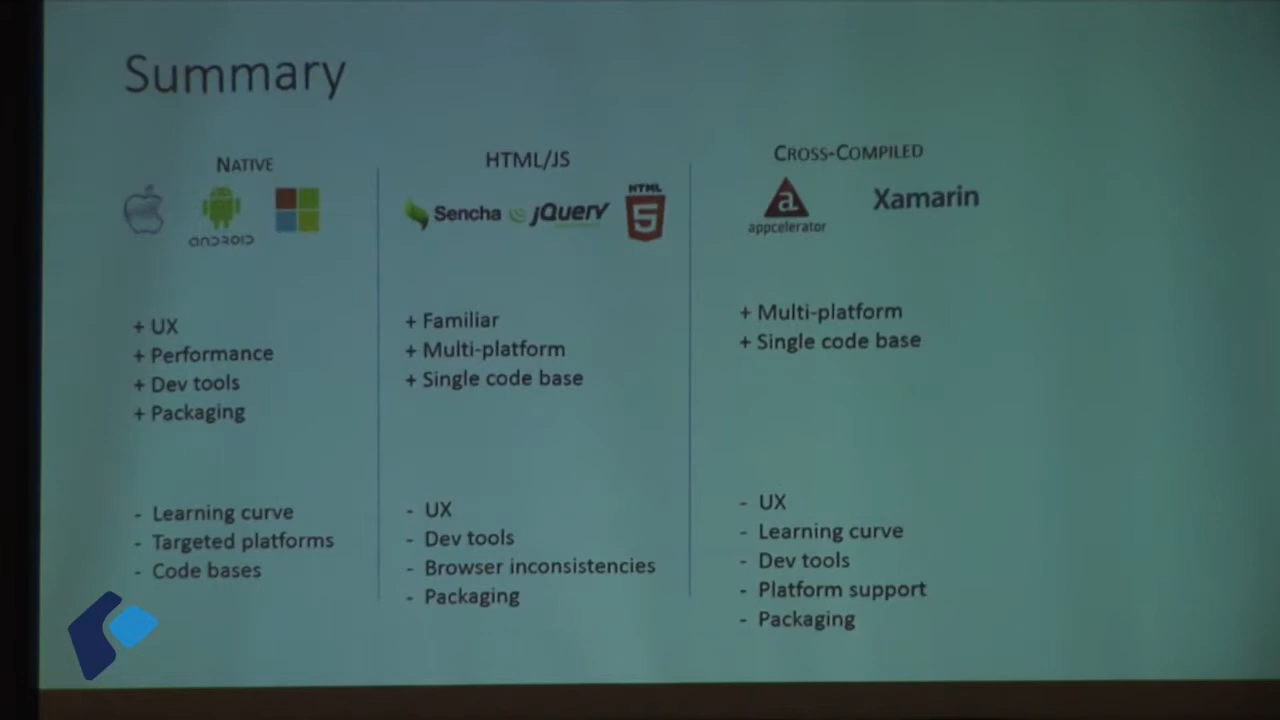 Summary
NATIVE
ANDROID
+ UX
+ Performance
+ Dev tools
+ Packaging
- Learning curve
- Targeted platforms
- Code bases
HTML/JS
Sencha jQuery HTML 5
+ Familiar
+ Multi-platform
+ Single code base
- UX
- Dev tools
- Browser inconsistencies
- Packaging
CROSS-COMPILED
a Xamarin
appcelerator
+ Multi-platform
+ Single code base
- UX
- Learning curve
- Dev tools
- Platform support
- Packaging